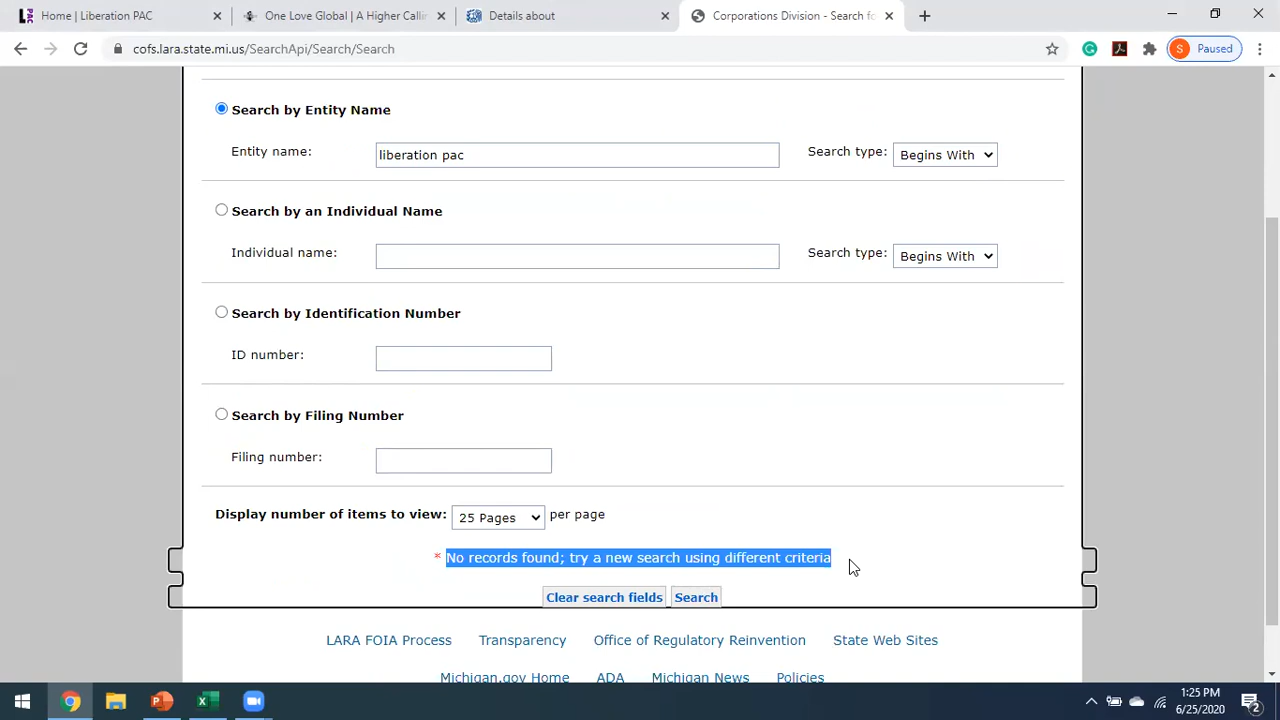 Home | Liberation PAC
One Love Global | A Higher Calling
Details about
Corporations Division - Search fo
cofs.lara.state.mi.us/SearchApi/Search/Search
S Paused
Search by Entity Name
Entity name: liberation pac Search type: Begins With
Search by an Individual Name
Individual name: Search type: Begins With
Search by Identification Number
ID number:
Search by Filing Number
Filing number:
Display number of items to view: 25 Pages per page
* No records found; try a new search using different criteria
Clear search fields Search
LARA FOIA Process Transparency Office of Regulatory Reinvention State Web Sites
Michigan.gov Home ADA Michigan News Policies
1:25 PM
6/25/2020
2